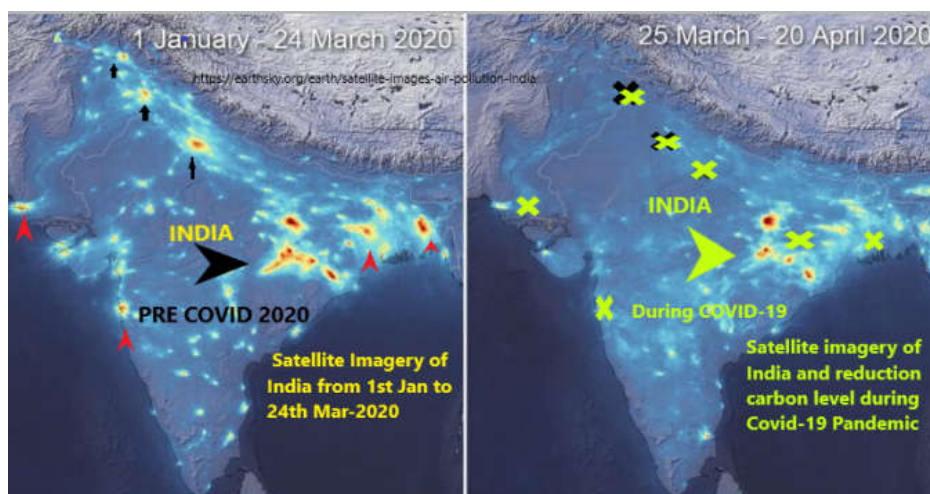 1 January - 24 March 2020
https://earthsky.org/earth/satellite-images-air-pollution-india
INDIA
PRE COVID 2020
Satellite Imagery of
India from 1st Jan to
24th Mar-2020
25 March - 20 April 2020
INDIA
During COVID-19
Satellite imagery of
India and reduction
carbon level during
Covid-19 Pandemic